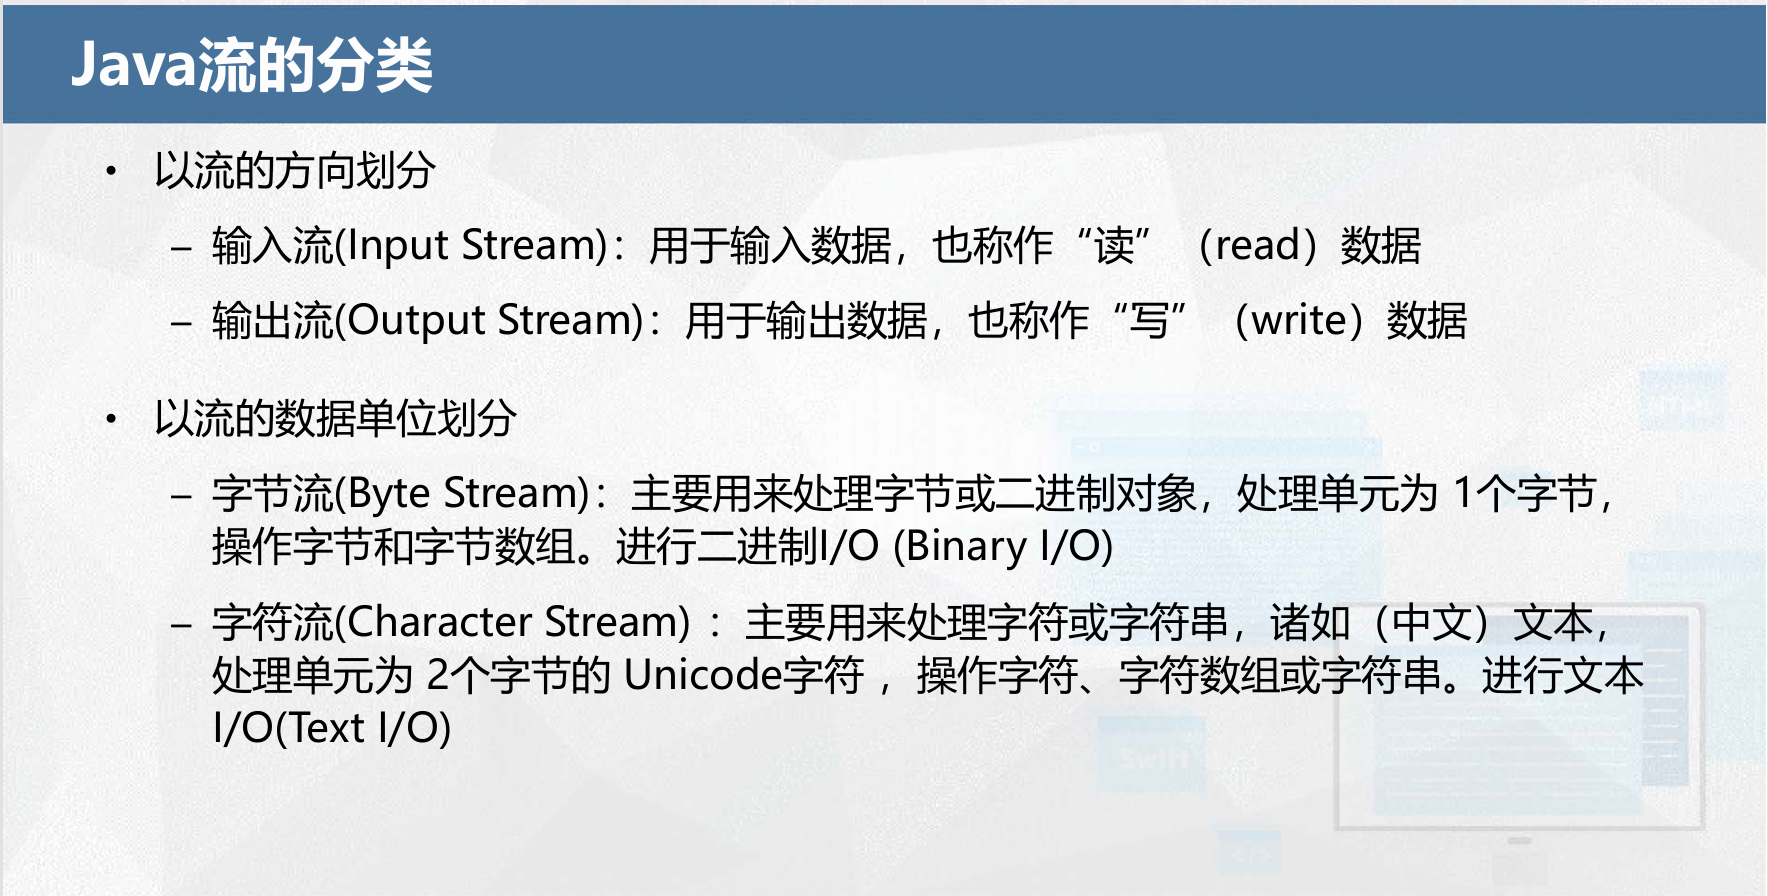 Java流的分类
• 以流的方向划分
– 输入流(Input Stream)：用于输入数据，也称作“读”（read）数据
– 输出流(Output Stream)：用于输出数据，也称作“写”（write）数据
• 以流的数据单位划分
– 字节流(Byte Stream)：主要用来处理字节或二进制对象，处理单元为 1个字节，
操作字节和字节数组。进行二进制I/O (Binary I/O)
– 字符流(Character Stream) ：主要用来处理字符或字符串，诸如（中文）文本，
处理单元为 2个字节的 Unicode字符 ，操作字符、字符数组或字符串。进行文本
I/O(Text I/O)
HTML
Swift
</>